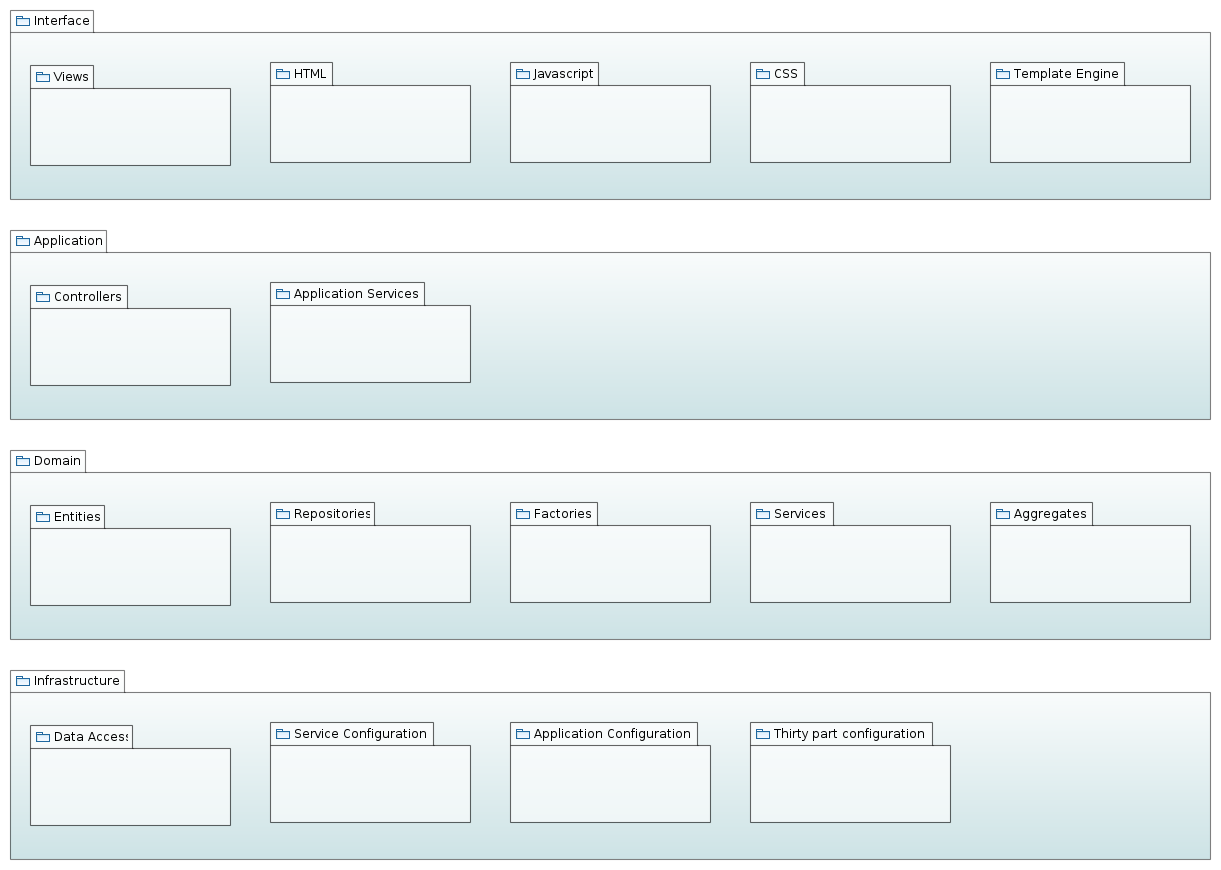 Interface
Views
HTML
Javascript
CSS
Template Engine
Application
Controllers
Application Services
Domain
Entities
Repositories
Factories
Services
Aggregates
Infrastructure
Data Access
Service Configuration
Application Configuration
Thirty part configuration